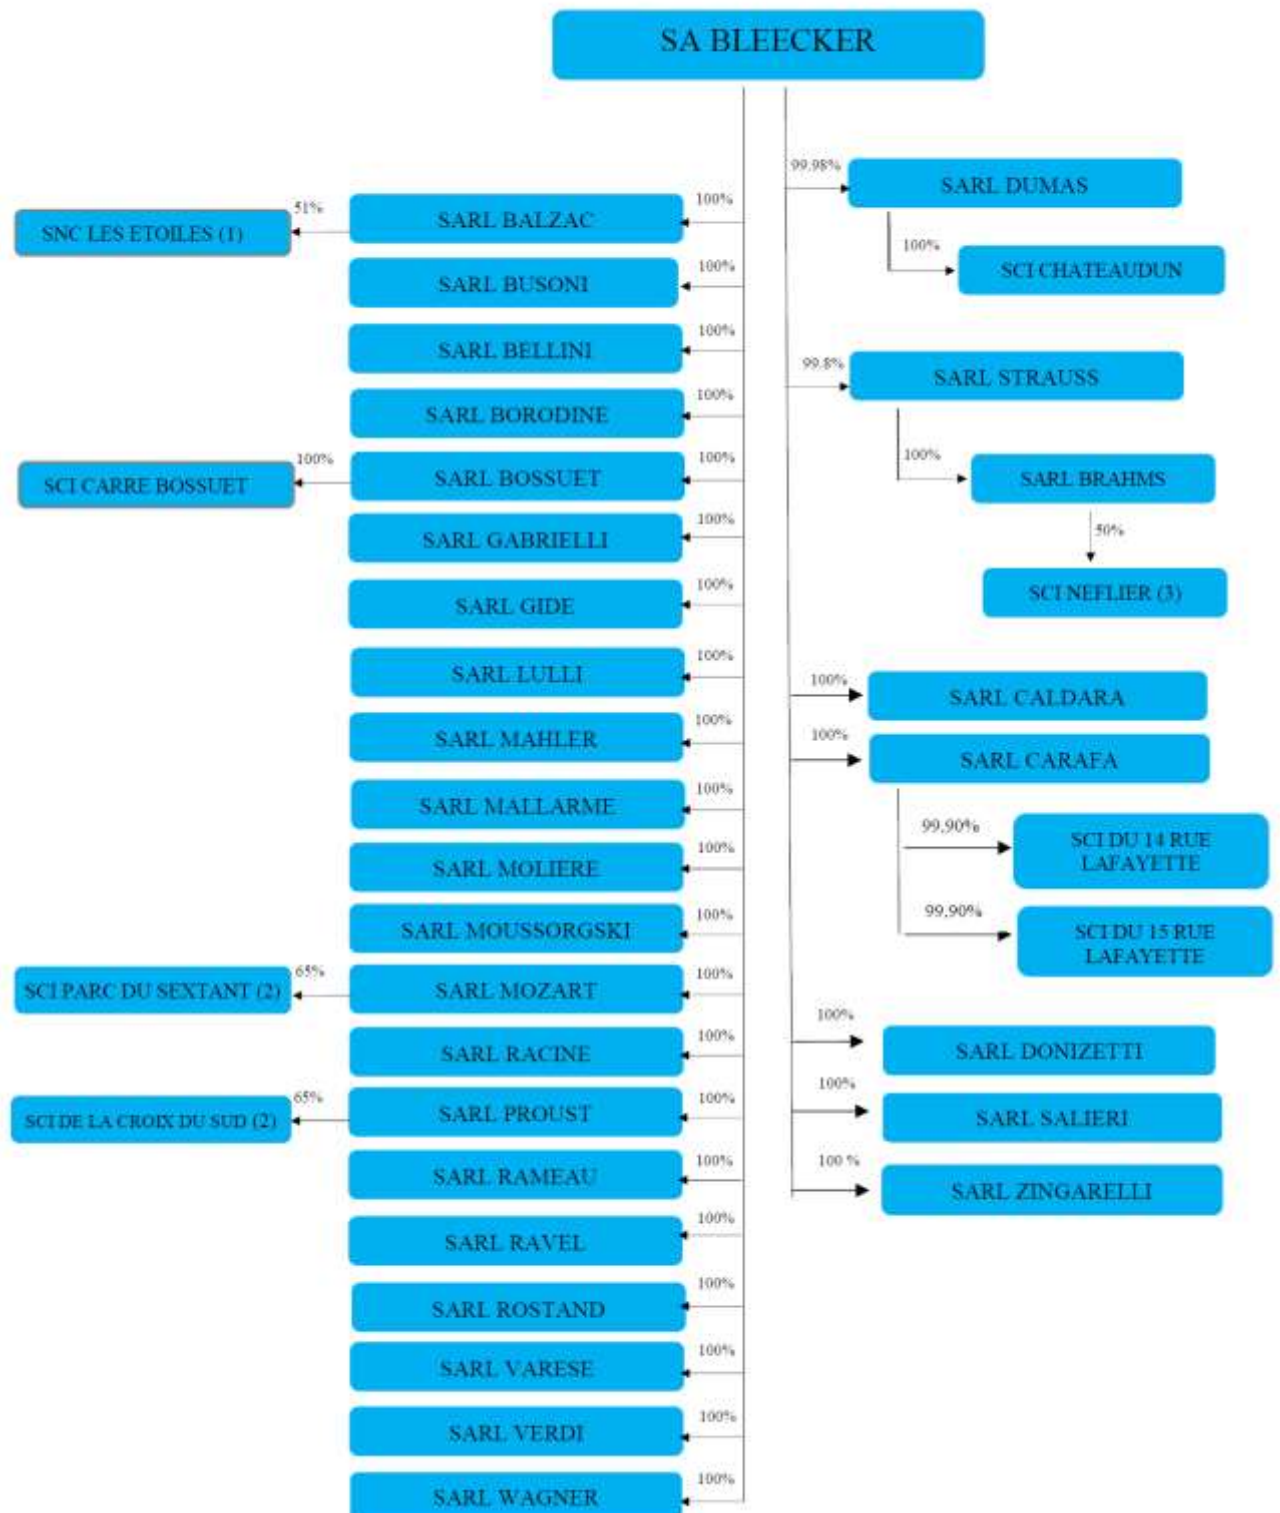 SA BLEECKER
51%
SNC LES ETOILES (1)
SARL BALZAC
100%
SARL BUSONI
100%
SARL BELLINI
100%
SARL BORODINE
100%
100%
SCI CARRE BOSSUET
SARL BOSSUET
100%
SARL GABRIELLI
100%
SARL GIDE
100%
SARL LULLI
100%
SARL MAHLER
100%
SARL MALLARME
100%
SARL MOLIERE
100%
SARL MOUSSORGSKI
100%
65%
SCI PARC DU SEXTANT (2)
SARL MOZART
100%
SARL RACINE
100%
65%
SCI DE LA CROIX DU SUD (2)
SARL PROUST
100%
SARL RAMEAU
100%
SARL RAVEL
100%
SARL ROSTAND
100%
SARL VARESE
100%
SARL VERDI
100%
SARL WAGNER
100%
99.98%
SARL DUMAS
100%
SCI CHATEAUDUN
99.8%
SARL STRAUSS
100%
SARL BRAHMS
50%
SCI NEFLIER (3)
100%
SARL CALDARA
100%
SARL CARAFA
99,90%
SCI DU 14 RUE
LAFAYETTE
99,90%
SCI DU 15 RUE
LAFAYETTE
100%
SARL DONIZETTI
100%
SARL SALIERI
100 %
SARL ZINGARELLI